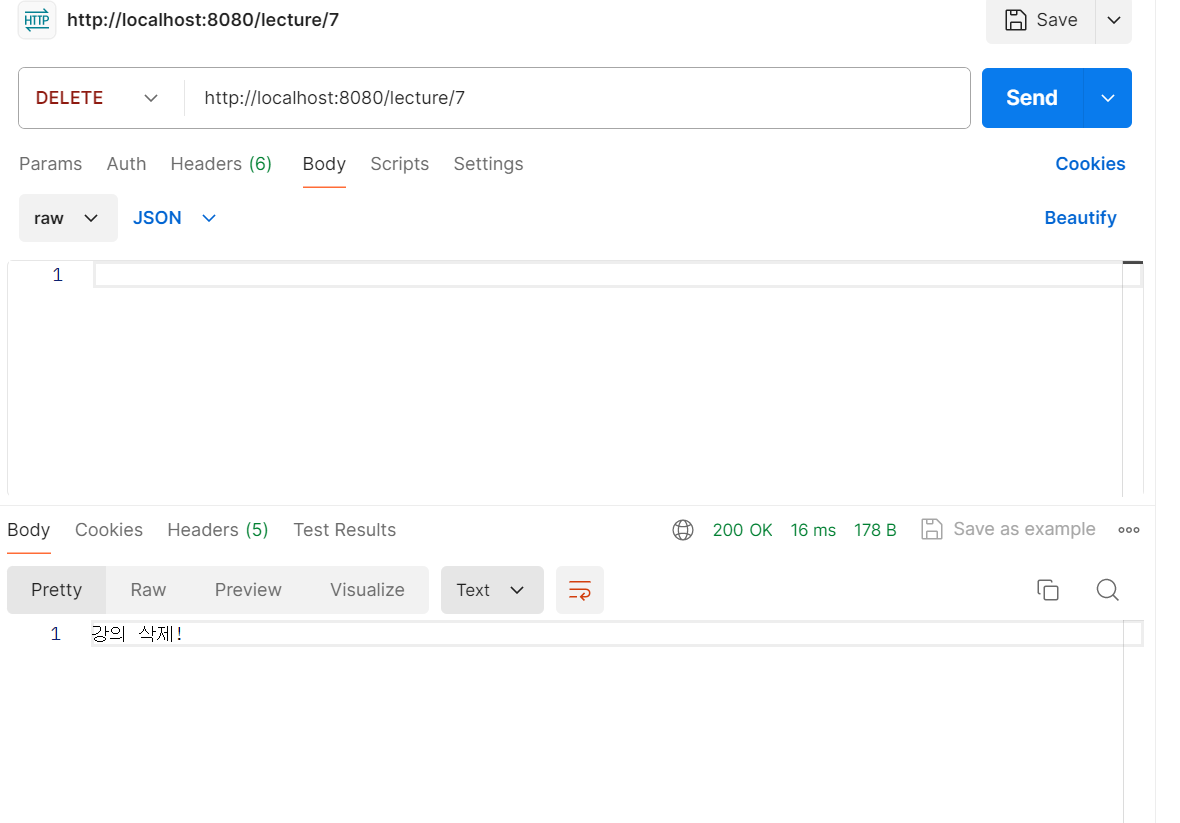 HTTP http://localhost:8080/lecture/7 Save
DELETE http://localhost:8080/lecture/7 Send
Params Auth Headers (6) Body Scripts Settings Cookies
raw JSON Beautify
1
Body Cookies Headers (5) Test Results 200 OK 16 ms 178 B Save as example
Pretty Raw Preview Visualize Text
1 강의 삭제!